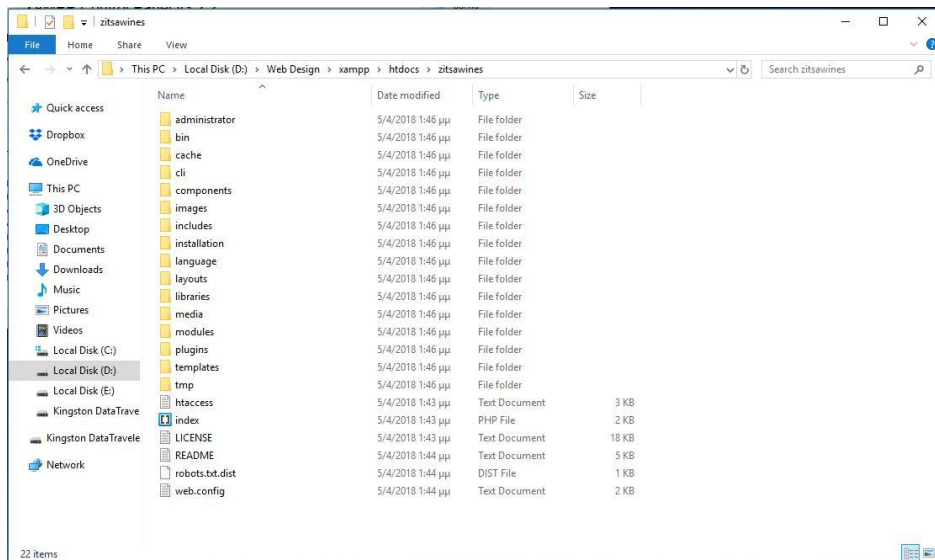 zitsawines
File Home Share View
This PC > Local Disk (D:) > Web Design > xampp > htdocs > zitsawines
Search zitsawines
Quick access
Dropbox
OneDrive
This PC
3D Objects
Desktop
Documents
Downloads
Music
Pictures
Videos
Local Disk (C:)
Local Disk (D:)
Local Disk (E:)
Kingston DataTrave
Kingston DataTravele
Network
Name Date modified Type Size
administrator 5/4/2018 1:46 μμ File folder
bin 5/4/2018 1:46 μμ File folder
cache 5/4/2018 1:46 μμ File folder
cli 5/4/2018 1:46 μμ File folder
components 5/4/2018 1:46 μμ File folder
images 5/4/2018 1:46 μμ File folder
includes 5/4/2018 1:46 μμ File folder
installation 5/4/2018 1:46 μμ File folder
language 5/4/2018 1:46 μμ File folder
layouts 5/4/2018 1:46 μμ File folder
libraries 5/4/2018 1:46 μμ File folder
media 5/4/2018 1:46 μμ File folder
modules 5/4/2018 1:46 μμ File folder
plugins 5/4/2018 1:46 μμ File folder
templates 5/4/2018 1:46 μμ File folder
tmp 5/4/2018 1:46 μμ File folder
htaccess 5/4/2018 1:43 μμ Text Document 3 KB
index 5/4/2018 1:43 μμ PHP File 2 KB
LICENSE 5/4/2018 1:43 μμ Text Document 18 KB
README 5/4/2018 1:44 μμ Text Document 5 KB
robots.txt.dist 5/4/2018 1:44 μμ DIST File 1 KB
web.config 5/4/2018 1:44 μμ Text Document 2 KB
22 items